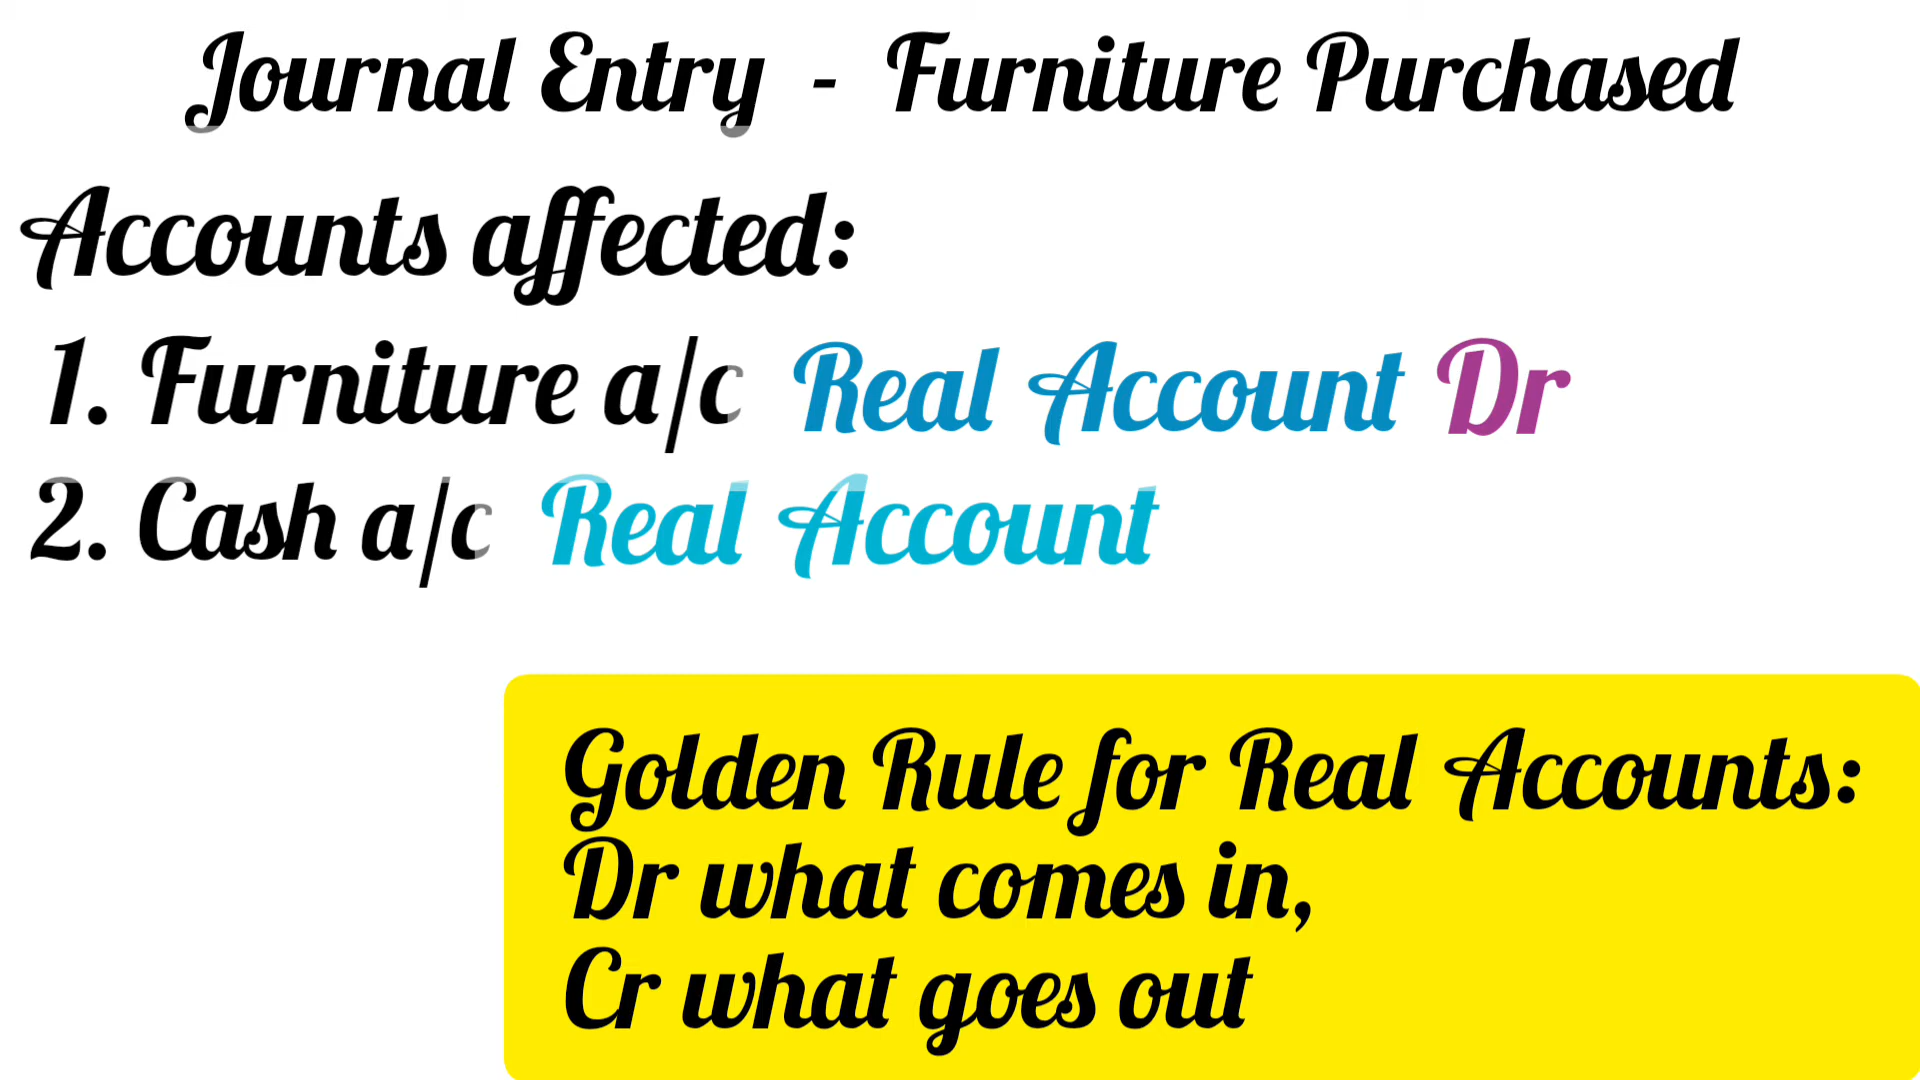 Journal Entry - Furniture Purchased
Accounts affected:
1. Furniture a/c Real Account Dr
2. Cash a/c Real Account
Golden Rule for Real Accounts:
Dr what comes in,
Cr what goes out